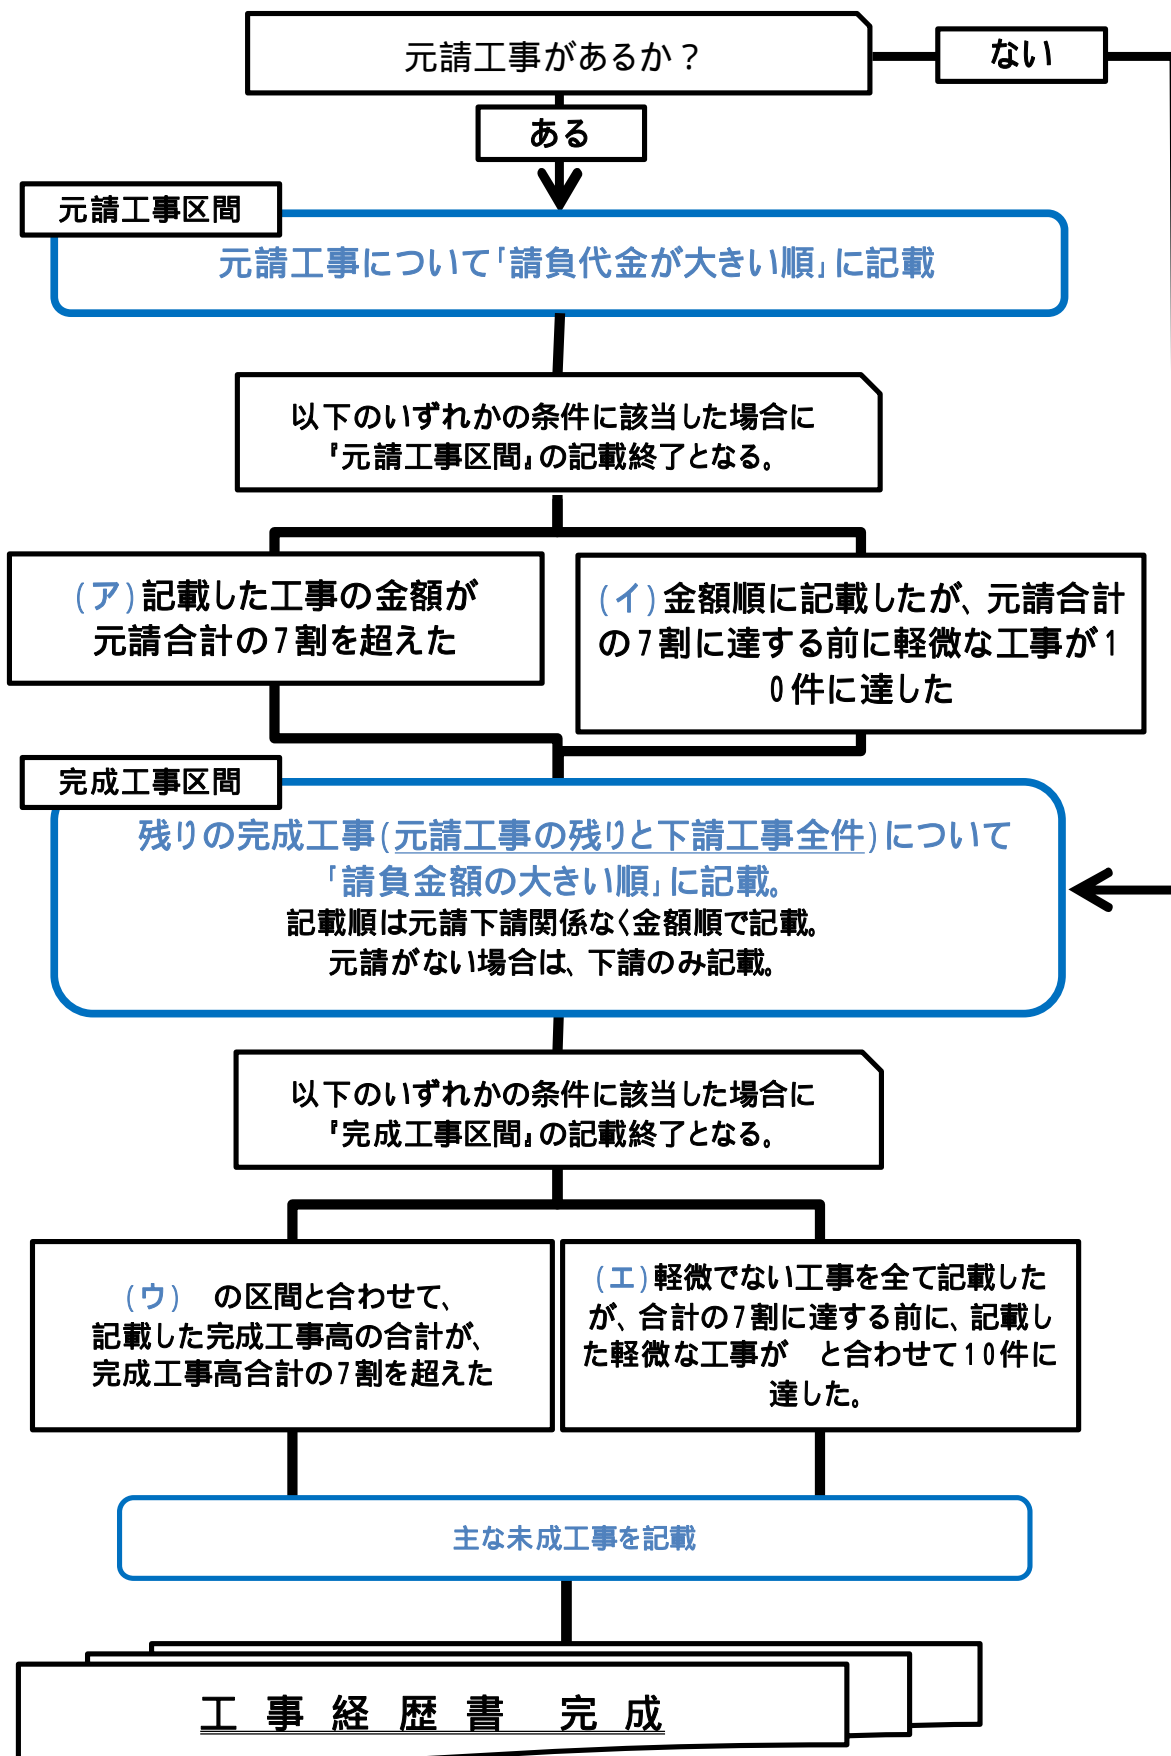 元請工事があるか？
ない
ある
元請工事区間
元請工事について「請負代金が大きい順」に記載
以下のいずれかの条件に該当した場合に
『元請工事区間』の記載終了となる。
(ア)記載した工事の金額が
元請合計の7割を超えた
(イ)金額順に記載したが、元請合計
の7割に達する前に軽微な工事が1
0件に達した
完成工事区間
残りの完成工事(元請工事の残りと下請工事全件)について
「請負金額の大きい順」に記載。
記載順は元請下請関係なく金額順で記載。
元請がない場合は、下請のみ記載。
以下のいずれかの条件に該当した場合に
『完成工事区間』の記載終了となる。
(ウ)　の区間と合わせて、
記載した完成工事高の合計が、
完成工事高合計の7割を超えた
(エ)軽微でない工事を全て記載した
が、合計の7割に達する前に、記載し
た軽微な工事が　と合わせて10件に
達した。
主な未成工事を記載
工事経歴書　完成